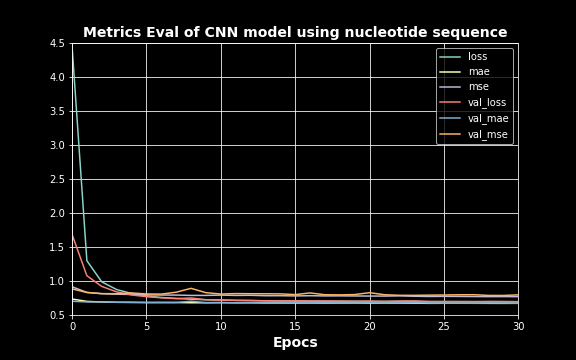 Metrics Eval of CNN model using nucleotide sequence
4.5
4.0
3.5
3.0
2.5
2.0
1.5
1.0
0.5
loss
mae
mse
val_loss
val_mae
val_mse
0 5 10 15 20 25 30
Epocs